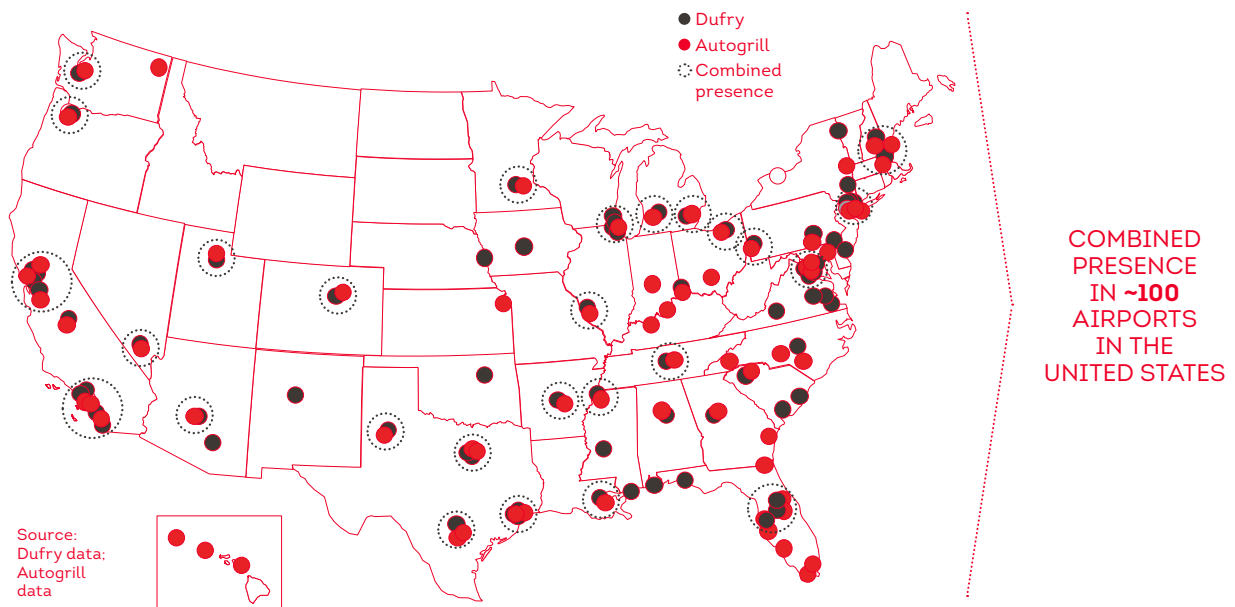 Dufry
Autogrill
Combined
presence
COMBINED
PRESENCE
IN ~100
AIRPORTS
IN THE
UNITED STATES
Source:
Dufry data;
Autogrill
data